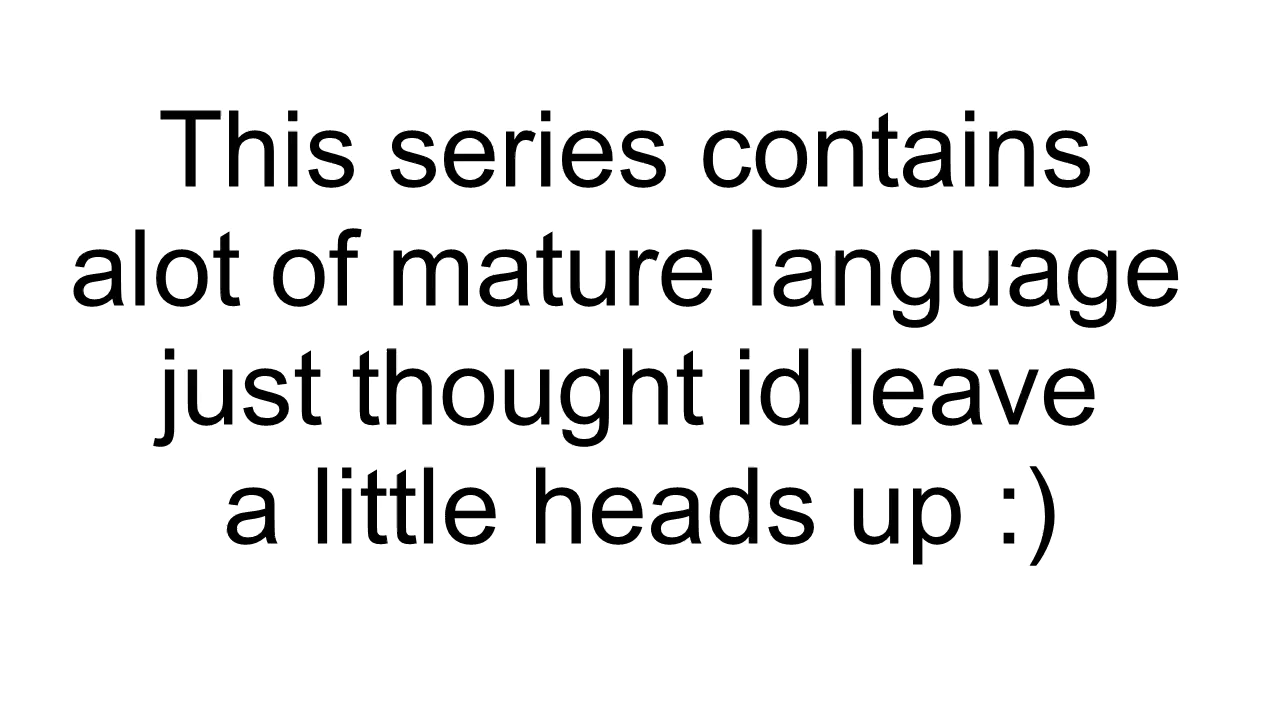 This series contains
alot of mature language
just thought id leave
a little heads up :)